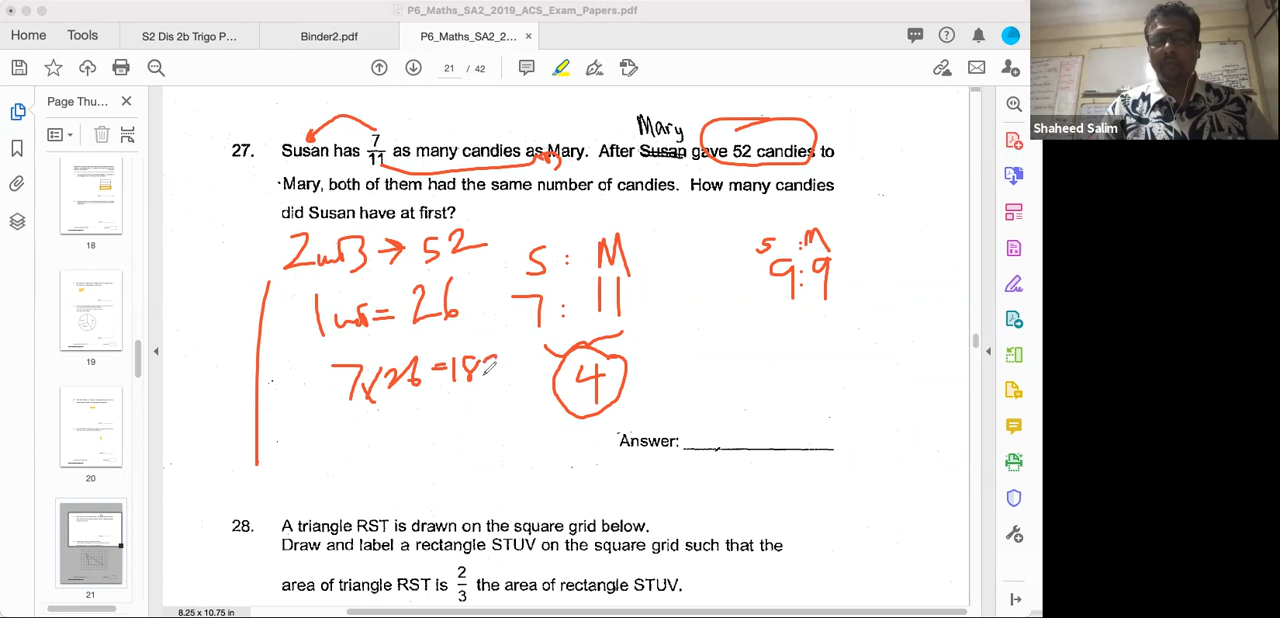 P6_Maths_SA2_2019_ACS_Exam_Papers.pdf
Home Tools S2 Dis 2b Trigo P... Binder2.pdf P6_Maths_SA2_2... ×
21 / 42
Page Thu... ×
Shaheed Salim
18
19
20
21
8.25 x 10.75 in
Mary
27. Susan has 7/11 as many candies as Mary. After Susan gave 52 candies to
Mary, both of them had the same number of candies. How many candies
did Susan have at first?
2 units → 52
S : M
S : M
1 unit = 26
7 : 11
9 : 9
7 x 26 = 182
4
Answer:
28. A triangle RST is drawn on the square grid below.
Draw and label a rectangle STUV on the square grid such that the
area of triangle RST is 2/3 the area of rectangle STUV.